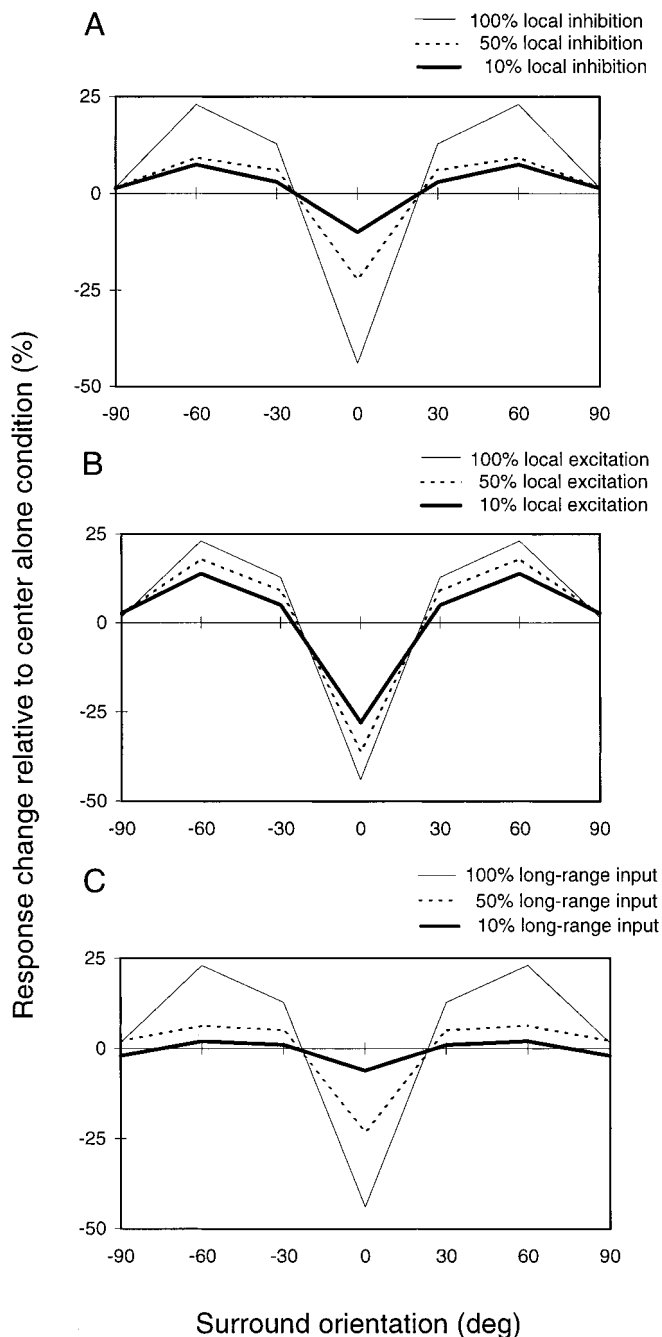 A
100% local inhibition
50% local inhibition
10% local inhibition
25
0
-25
-50
-90 -60 -30 0 30 60 90
B
100% local excitation
50% local excitation
10% local excitation
25
0
-25
-50
-90 -60 -30 0 30 60 90
C
100% long-range input
50% long-range input
10% long-range input
25
0
-25
-50
-90 -60 -30 0 30 60 90
Response change relative to center alone condition (%)
Surround orientation (deg)